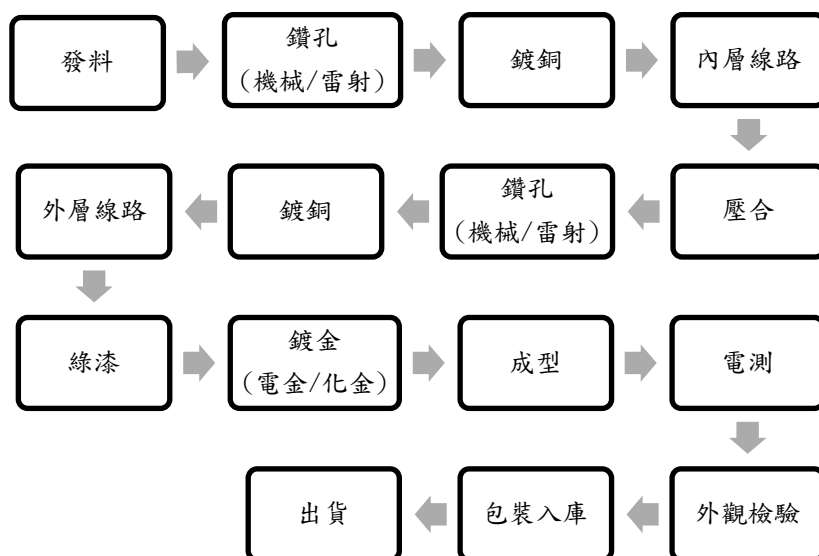 發料
鑽孔
(機械/雷射)
鍍銅
內層線路
壓合
鑽孔
(機械/雷射)
鍍銅
外層線路
綠漆
鍍金
(電金/化金)
成型
電測
外觀檢驗
包裝入庫
出貨